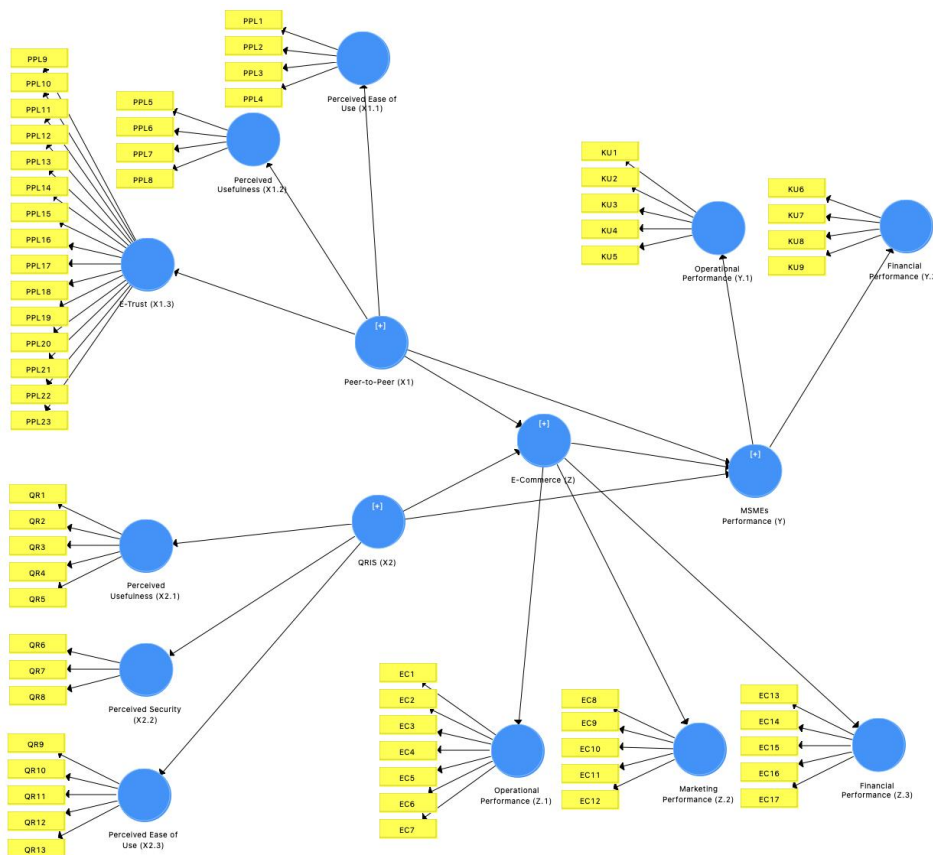 PPL1
PPL2
PPL3
PPL4
Perceived Ease of
Use (X1.1)
PPL5
PPL6
PPL7
PPL8
Perceived
Usefulness (X1.2)
PPL9
PPL10
PPL11
PPL12
PPL13
PPL14
PPL15
PPL16
PPL17
PPL18
PPL19
PPL20
PPL21
PPL22
PPL23
E-Trust (X1.3)
KU1
KU2
KU3
KU4
KU5
Operational
Performance (Y.1)
KU6
KU7
KU8
KU9
Financial
Performance (Y.
[+]
Peer-to-Peer (X1)
[+]
E-Commerce (Z)
[+]
MSMEs
Performance (Y)
[+]
QRIS (X2)
QR1
QR2
QR3
QR4
QR5
Perceived
Usefulness (X2.1)
QR6
QR7
QR8
Perceived Security
(X2.2)
QR9
QR10
QR11
QR12
QR13
Perceived Ease of
Use (X2.3)
EC1
EC2
EC3
EC4
EC5
EC6
EC7
Operational
Performance (Z.1)
EC8
EC9
EC10
EC11
EC12
Marketing
Performance (Z.2)
EC13
EC14
EC15
EC16
EC17
Financial
Performance (Z.3)